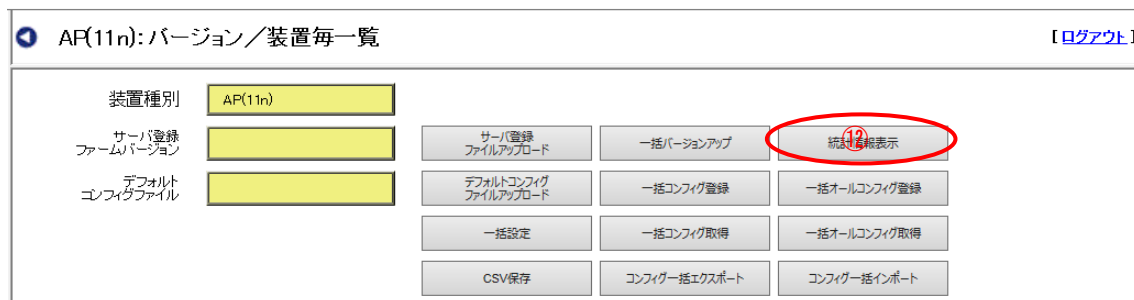 AP(11n):バージョン／装置毎一覧
[ログアウト]
装置種別
AP(11n)
サーバ登録
ファームバージョン
サーバ登録
ファイルアップロード
一括バージョンアップ
⑫
統計情報表示
デフォルト
コンフィグファイル
デフォルトコンフィグ
ファイルアップロード
一括コンフィグ登録
一括オールコンフィグ登録
一括設定
一括コンフィグ取得
一括オールコンフィグ取得
CSV保存
コンフィグ一括エクスポート
コンフィグ一括インポート